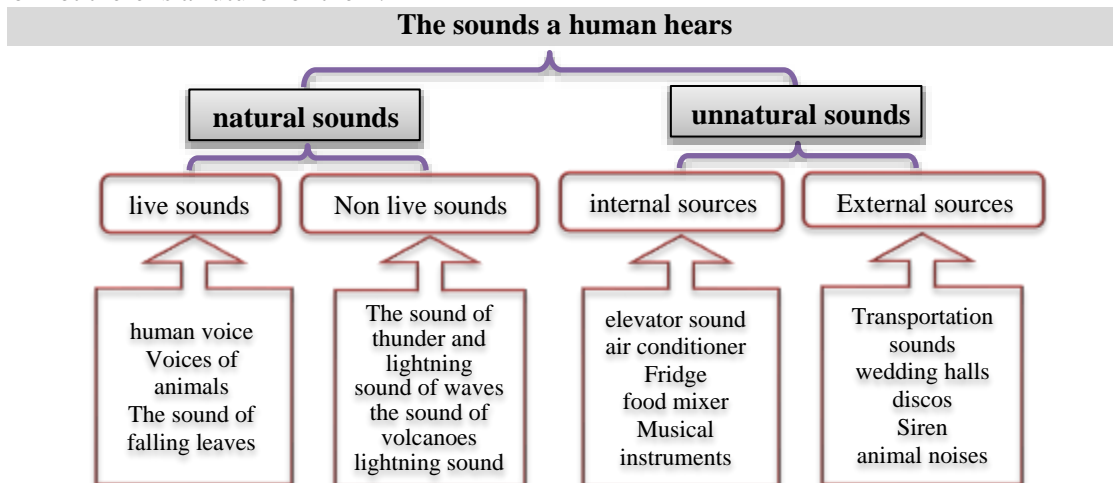 The sounds a human hears
natural sounds
unnatural sounds
live sounds
Non live sounds
internal sources
External sources
human voice
Voices of
animals
The sound of
falling leaves
The sound of
thunder and
lightning
sound of waves
the sound of
volcanoes
lightning sound
elevator sound
air conditioner
Fridge
food mixer
Musical
instruments
Transportation
sounds
wedding halls
discos
Siren
animal noises